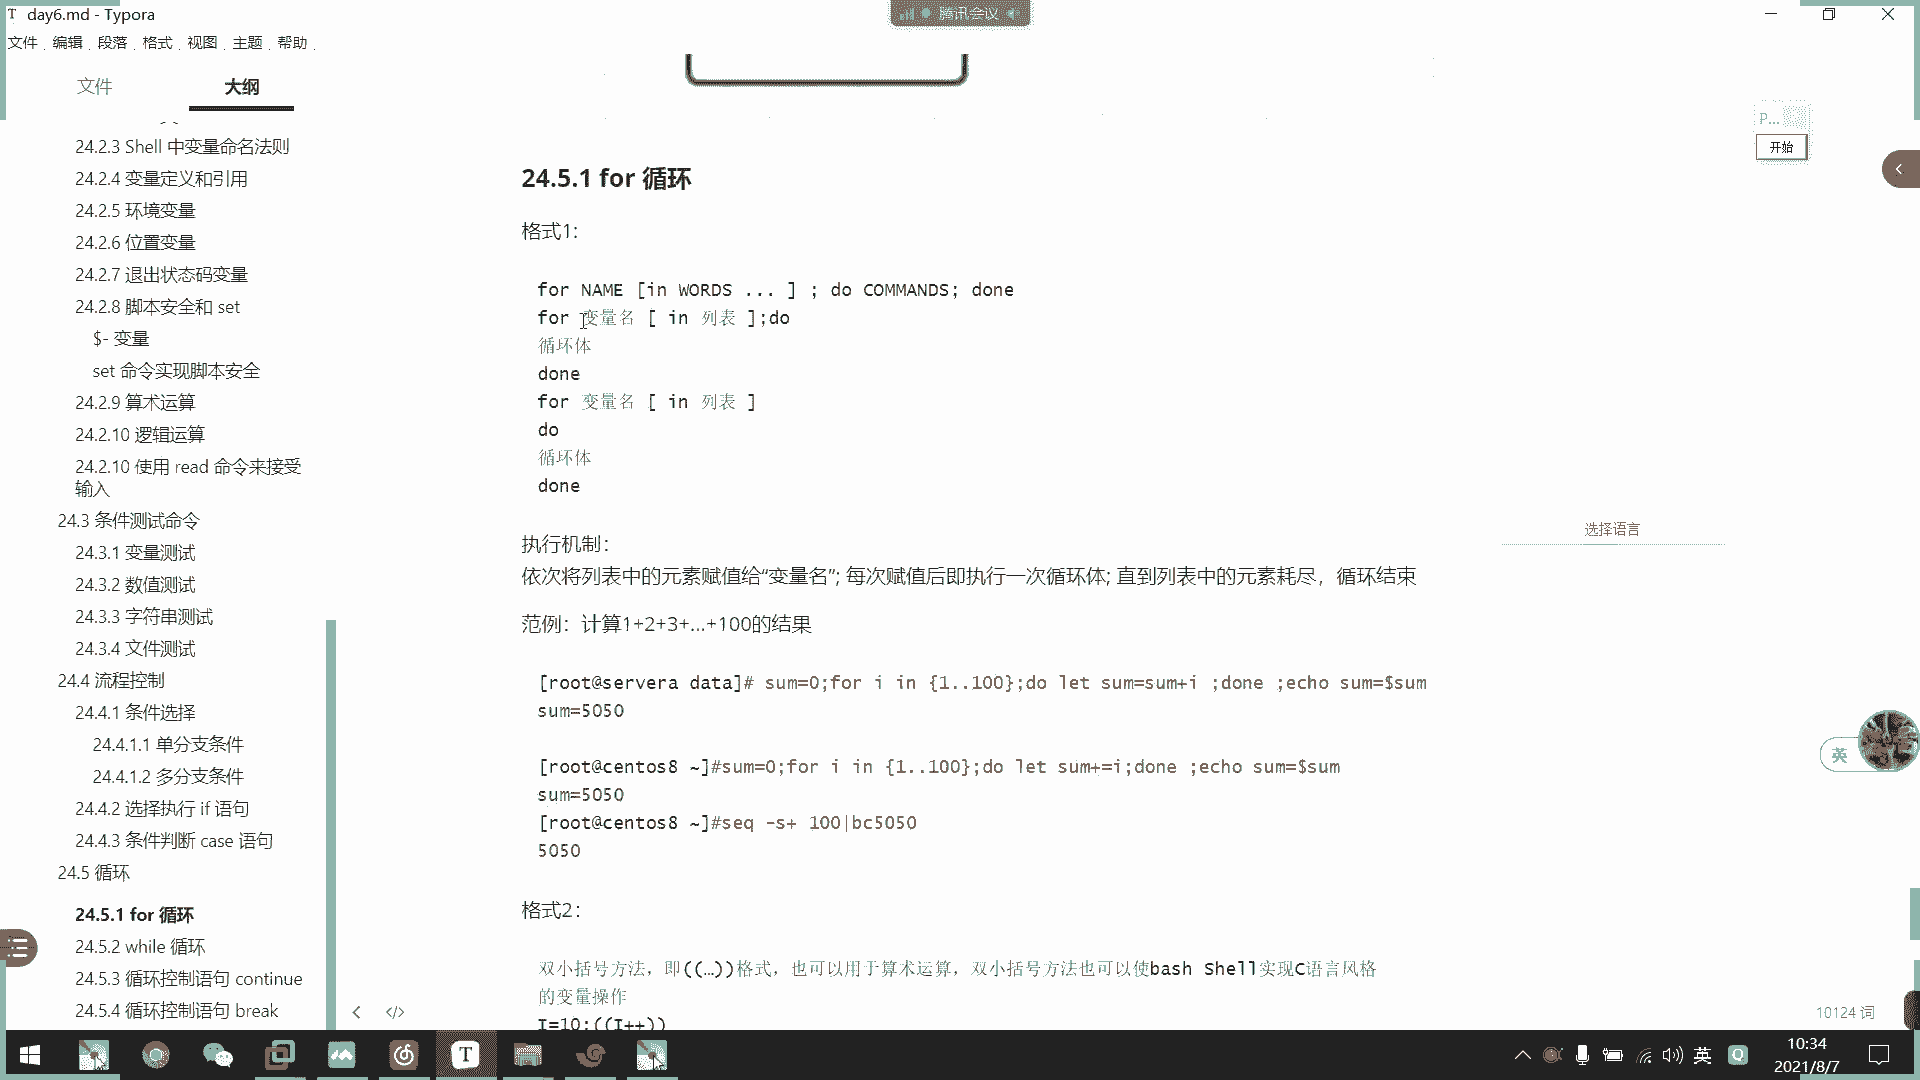 T day6.md - Typora
腾讯会议
文件 编辑 段落 格式 视图 主题 帮助
文件 大纲
24.2.3 Shell 中变量命名法则
24.2.4 变量定义和引用
24.2.5 环境变量
24.2.6 位置变量
24.2.7 退出状态码变量
24.2.8 脚本安全和 set
$- 变量
set 命令实现脚本安全
24.2.9 算术运算
24.2.10 逻辑运算
24.2.10 使用 read 命令来接受
输入
24.3 条件测试命令
24.3.1 变量测试
24.3.2 数值测试
24.3.3 字符串测试
24.3.4 文件测试
24.4 流程控制
24.4.1 条件选择
24.4.1.1 单分支条件
24.4.1.2 多分支条件
24.4.2 选择执行 if 语句
24.4.3 条件判断 case 语句
24.5 循环
24.5.1 for 循环
24.5.2 while 循环
24.5.3 循环控制语句 continue
24.5.4 循环控制语句 break
24.5.1 for 循环
格式1:
for NAME [in WORDS ... ] ; do COMMANDS; done
for 变量名 [ in 列表 ];do
循环体
done
for 变量名 [ in 列表 ]
do
循环体
done
执行机制：
依次将列表中的元素赋值给“变量名”; 每次赋值后即执行一次循环体; 直到列表中的元素耗尽，循环结束
范例：计算1+2+3+...+100的结果
[root@servera data]# sum=0;for i in {1..100};do let sum=sum+i ;done ;echo sum=$sum
sum=5050
[root@centos8 ~]#sum=0;for i in {1..100};do let sum+=i;done ;echo sum=$sum
sum=5050
[root@centos8 ~]#seq -s+ 100|bc5050
5050
格式2：
双小括号方法，即((…))格式，也可以用于算术运算，双小括号方法也可以使bash Shell实现C语言风格
的变量操作
I=10;((I++))
P...
开始
选择语言
英
10124 词
T
英
Q
10:34
2021/8/7